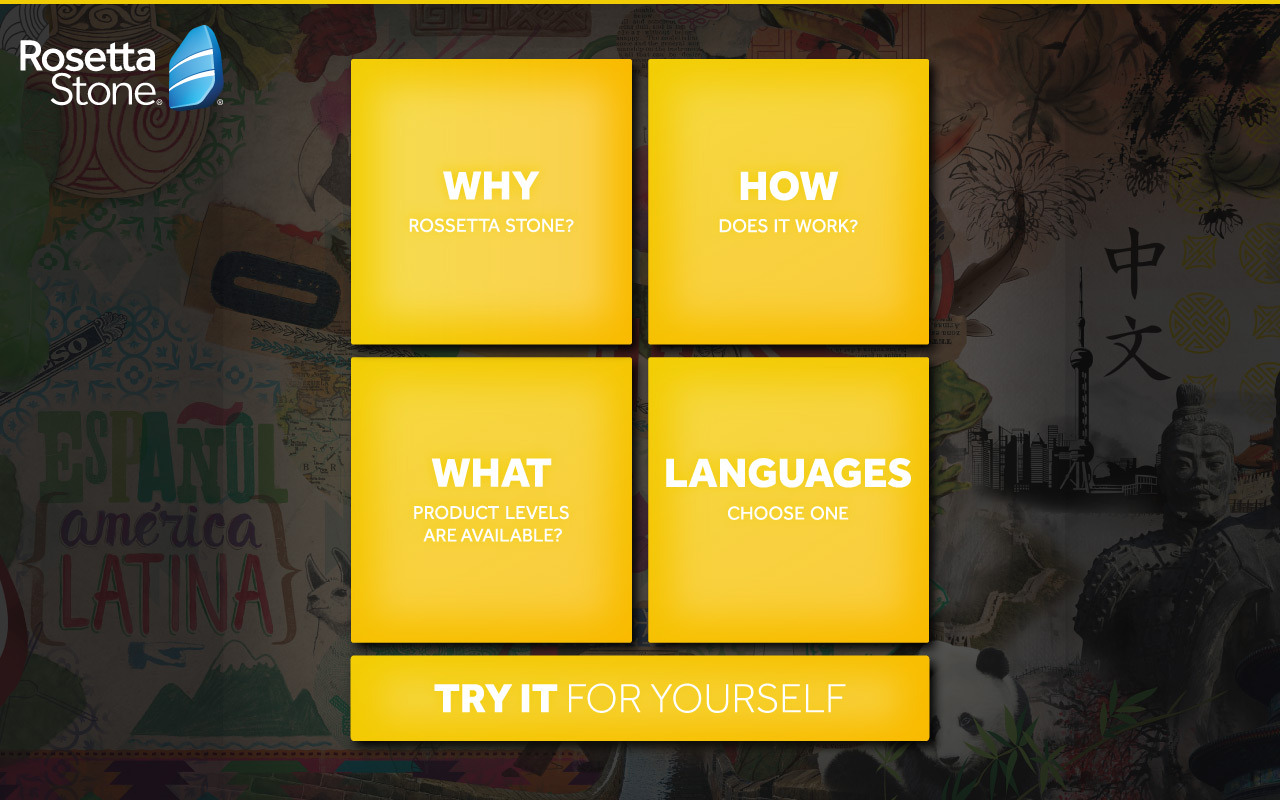 Rosetta
Stone®
®
WHY
ROSSETTA STONE?
HOW
DOES IT WORK?
WHAT
PRODUCT LEVELS
ARE AVAILABLE?
LANGUAGES
CHOOSE ONE
TRY IT FOR YOURSELF
ESPAÑOL
américa
LATINA
中
文